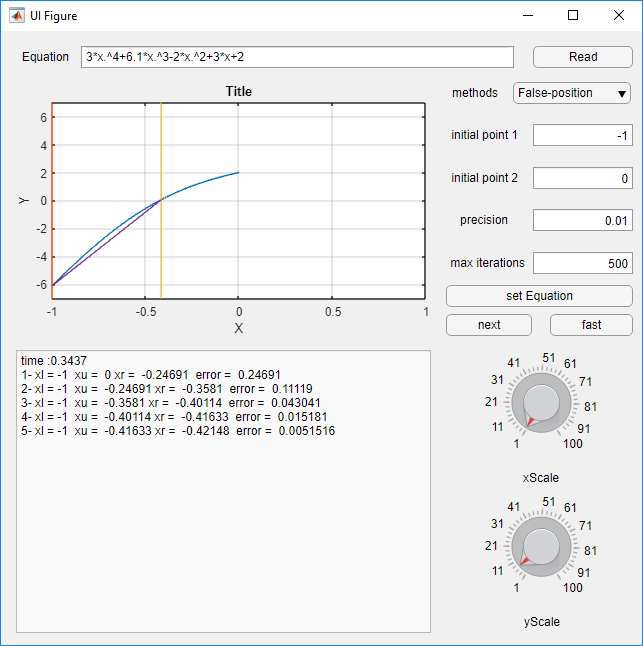 UI Figure
Equation 3*x.^4+6.1*x.^3-2*x.^2+3*x+2 Read
Title
methods False-position
initial point 1 -1
initial point 2 0
precision 0.01
max iterations 500
set Equation
next fast
6
4
2
0
-2
-4
-6
Y
-1 -0.5 0 0.5 1
X
time :0.3437
1- xl = -1 xu = 0 xr = -0.24691 error = 0.24691
2- xl = -1 xu = -0.24691 xr = -0.3581 error = 0.11119
3- xl = -1 xu = -0.3581 xr = -0.40114 error = 0.043041
4- xl = -1 xu = -0.40114 xr = -0.41633 error = 0.015181
5- xl = -1 xu = -0.41633 xr = -0.42148 error = 0.0051516
1 11 21 31 41 51 61 71 81 91 100
xScale
1 11 21 31 41 51 61 71 81 91 100
yScale